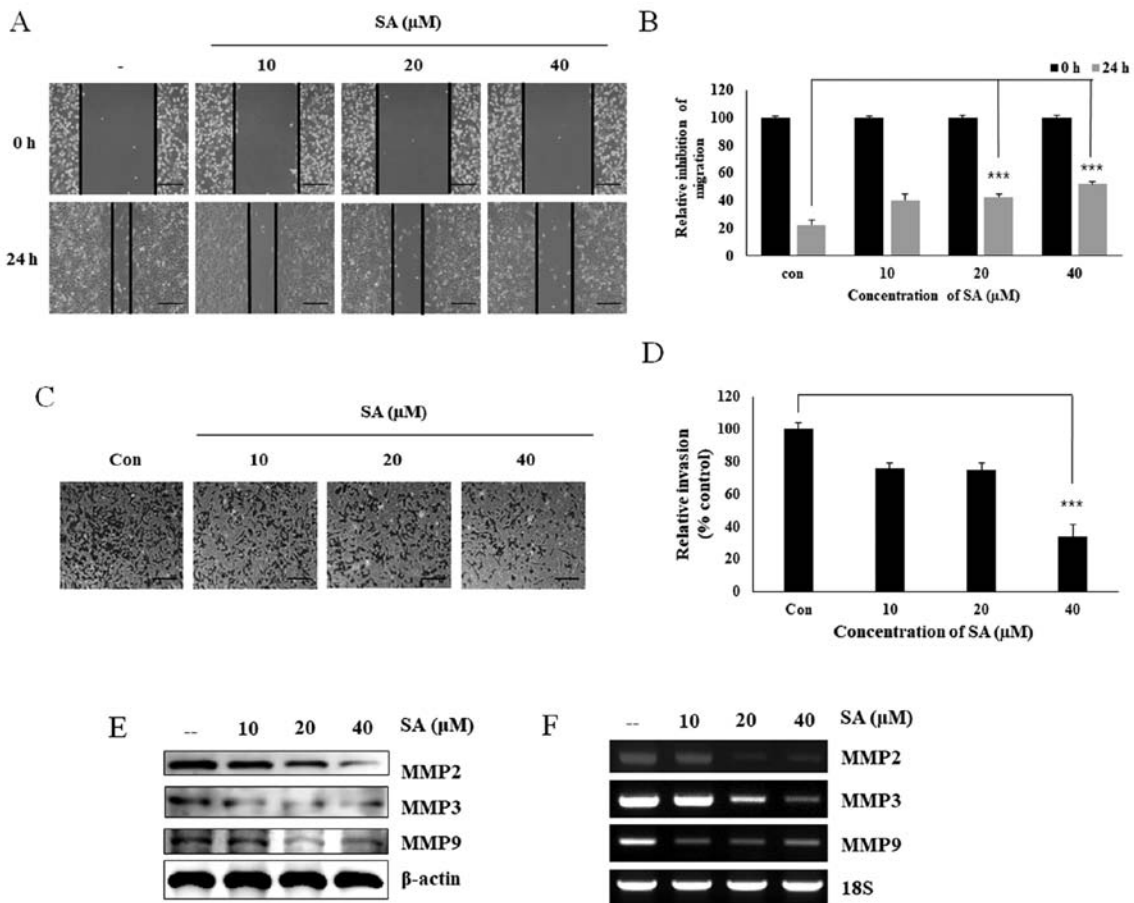 A
SA (µM)
- 10 20 40
0 h
24 h
B
0 h 24 h
Relative inhibition of
migration
120
100
80
60
40
20
0
***
***
con 10 20 40
Concentration of SA (µM)
C
SA (µM)
Con 10 20 40
D
Relative invasion
(% control)
120
100
80
60
40
20
0
***
Con 10 20 40
Concentration of SA (µM)
E
-- 10 20 40 SA (µM)
MMP2
MMP3
MMP9
β-actin
F
-- 10 20 40 SA (µM)
MMP2
MMP3
MMP9
18S